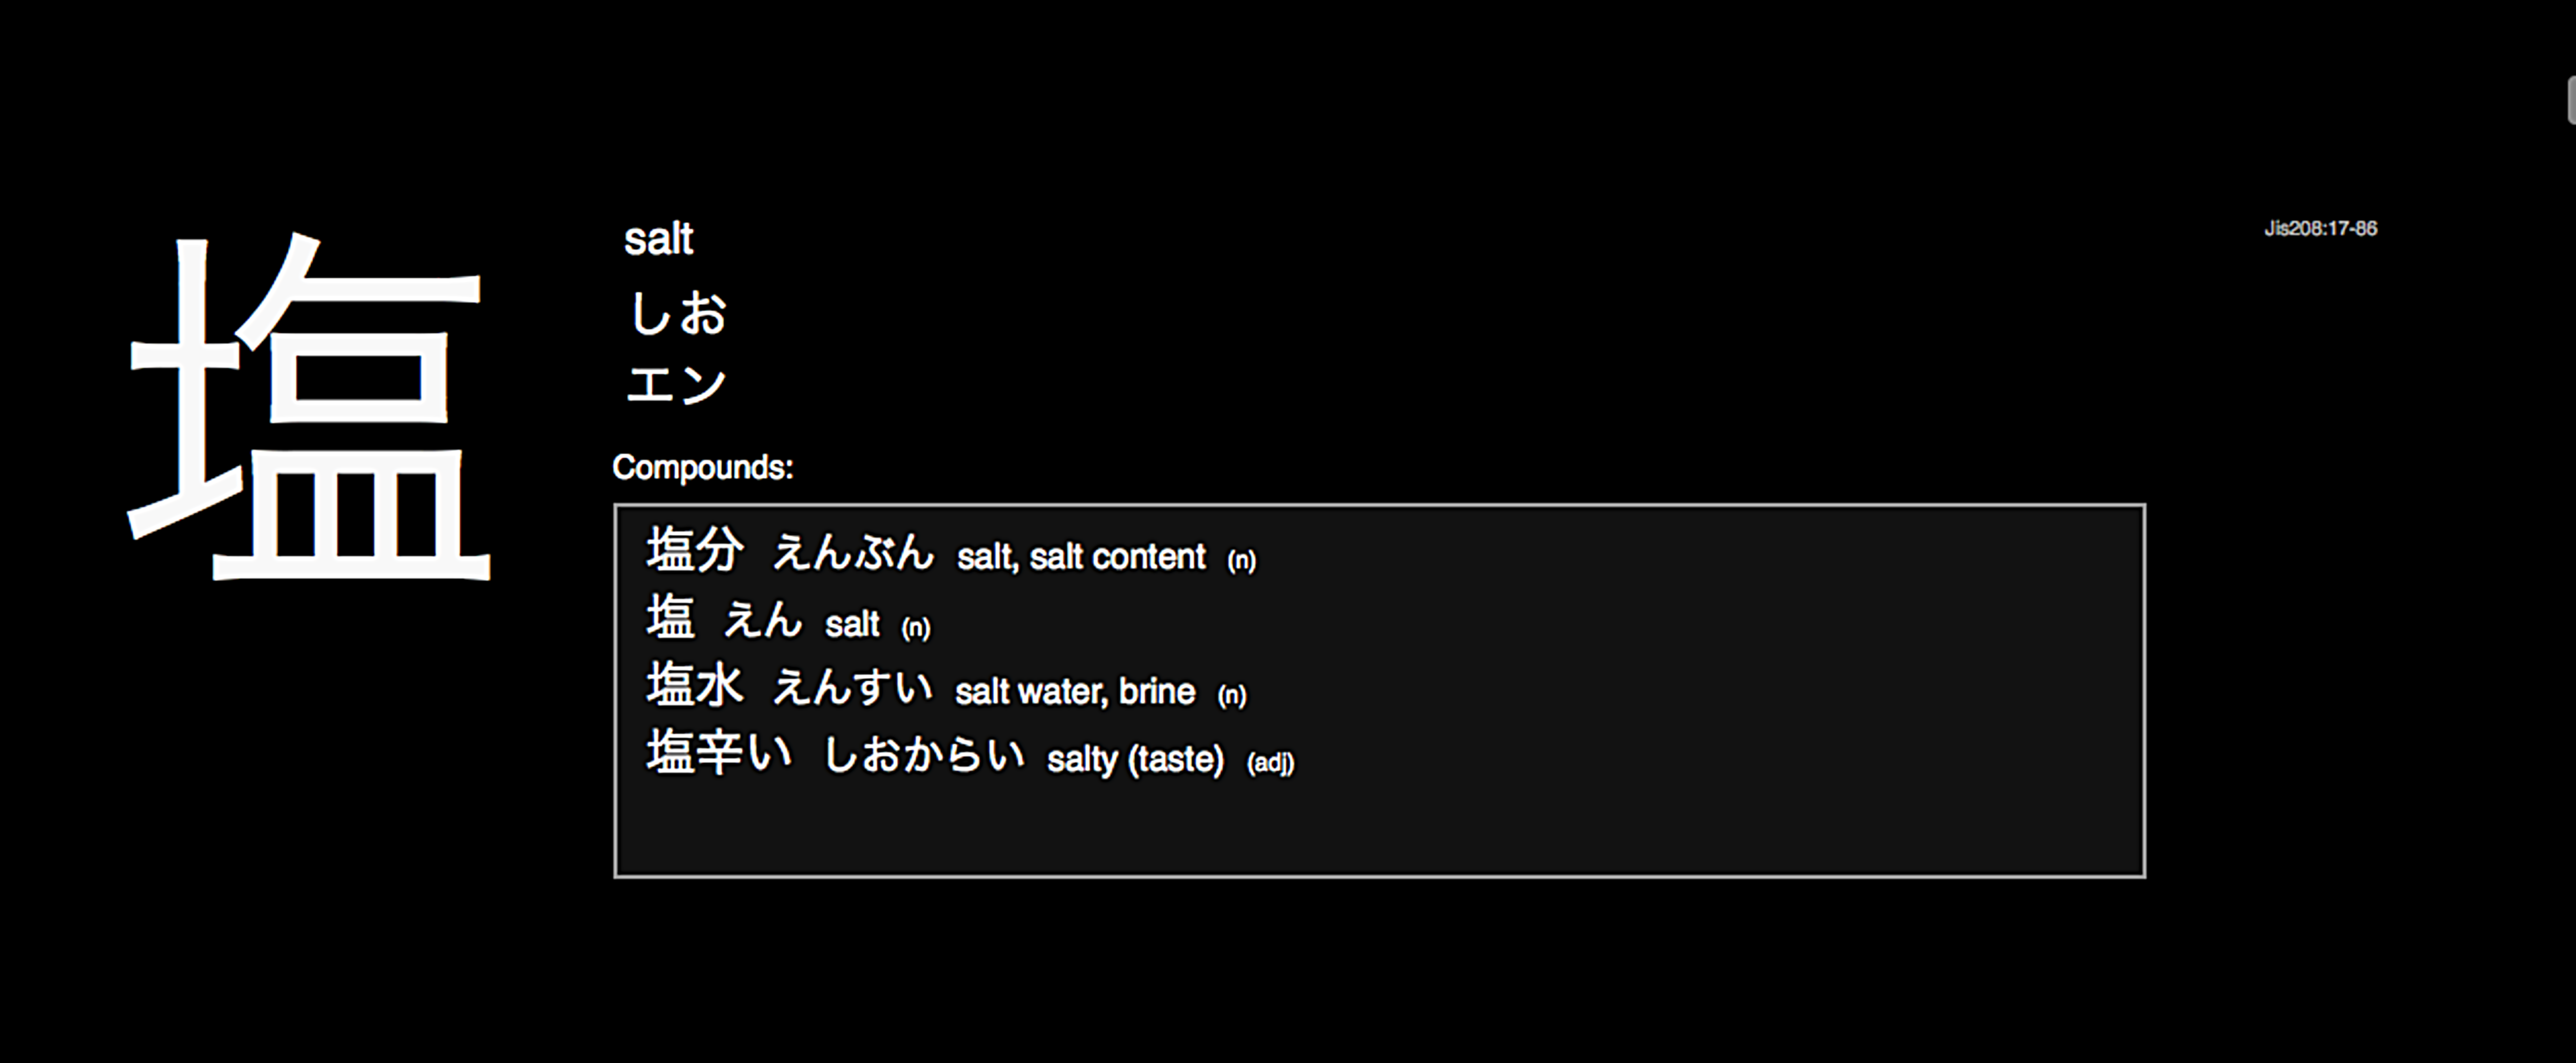 塩
salt
しお
エン
Jis208:17-86
Compounds:
塩分 えんぶん salt, salt content (n)
塩 えん salt (n)
塩水 えんすい salt water, brine (n)
塩辛い しおからい salty (taste) (adj)